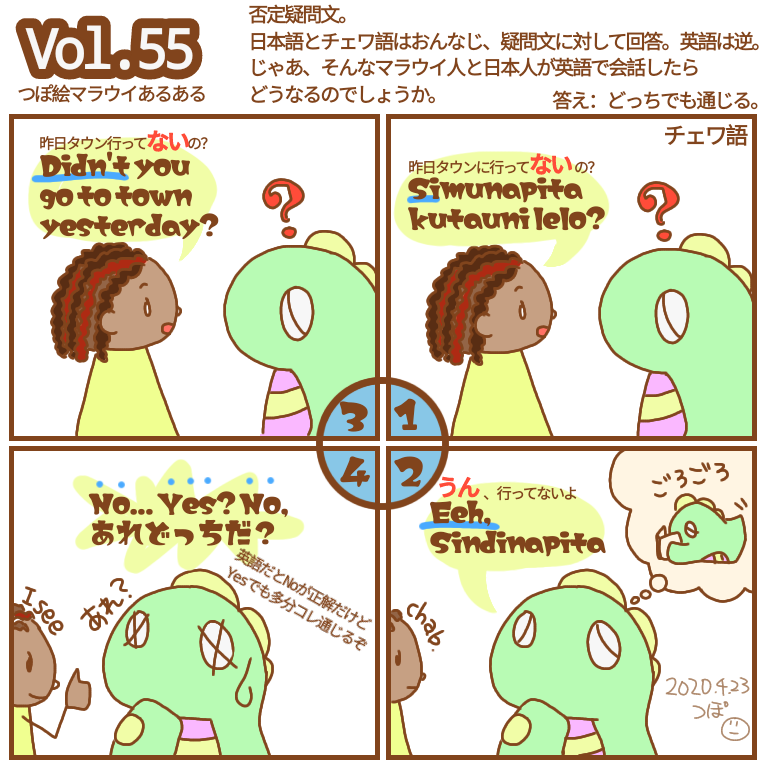 Vol.55
つぽ絵マラウイあるある
否定疑問文。
日本語とチェワ語はおんなじ、疑問文に対して回答。英語は逆。
じゃあ、そんなマラウイ人と日本人が英語で会話したら
どうなるのでしょうか。
答え：どっちでも通じる。
チェワ語
昨日タウンに行ってないの?
Simunapita
kutauni lelo?
?
1
うん、行ってないよ
Eeh,
Sindinapita
ごろごろ
chab.
2
2020.4.23
つぽ
昨日タウン行ってないの?
Didn't you
go to town
yesterday?
?
3
No... Yes? No,
あれどっちだ?
英語だとNoが正解だけど
Yesでも多分コレ通じるぞ
あれ?
I see
4